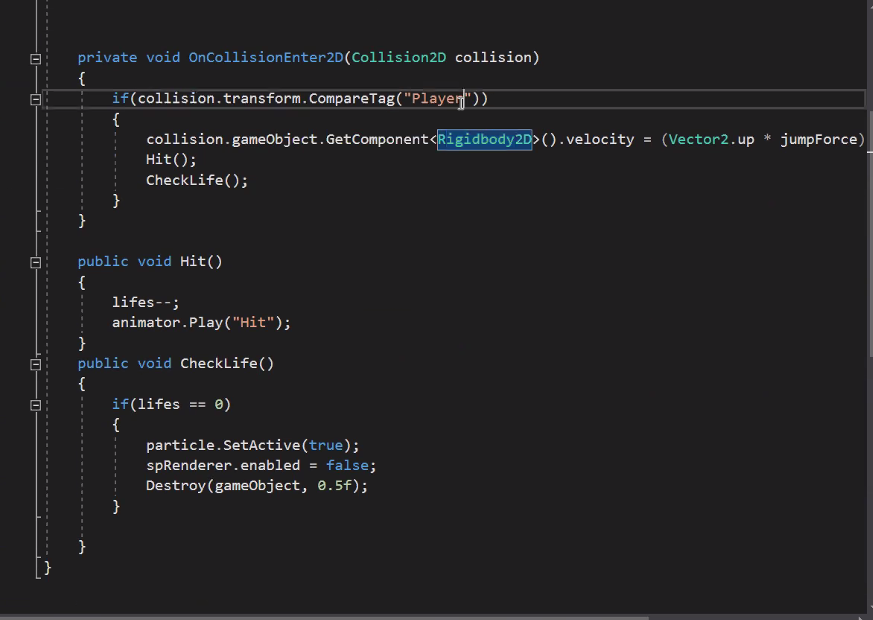 private void OnCollisionEnter2D(Collision2D collision)
{
if(collision.transform.CompareTag("Player"))
{
collision.gameObject.GetComponent<Rigidbody2D>().velocity = (Vector2.up * jumpForce)
Hit();
CheckLife();
}
}
public void Hit()
{
lifes--;
animator.Play("Hit");
}
public void CheckLife()
{
if(lifes == 0)
{
particle.SetActive(true);
spRenderer.enabled = false;
Destroy(gameObject, 0.5f);
}
}
}